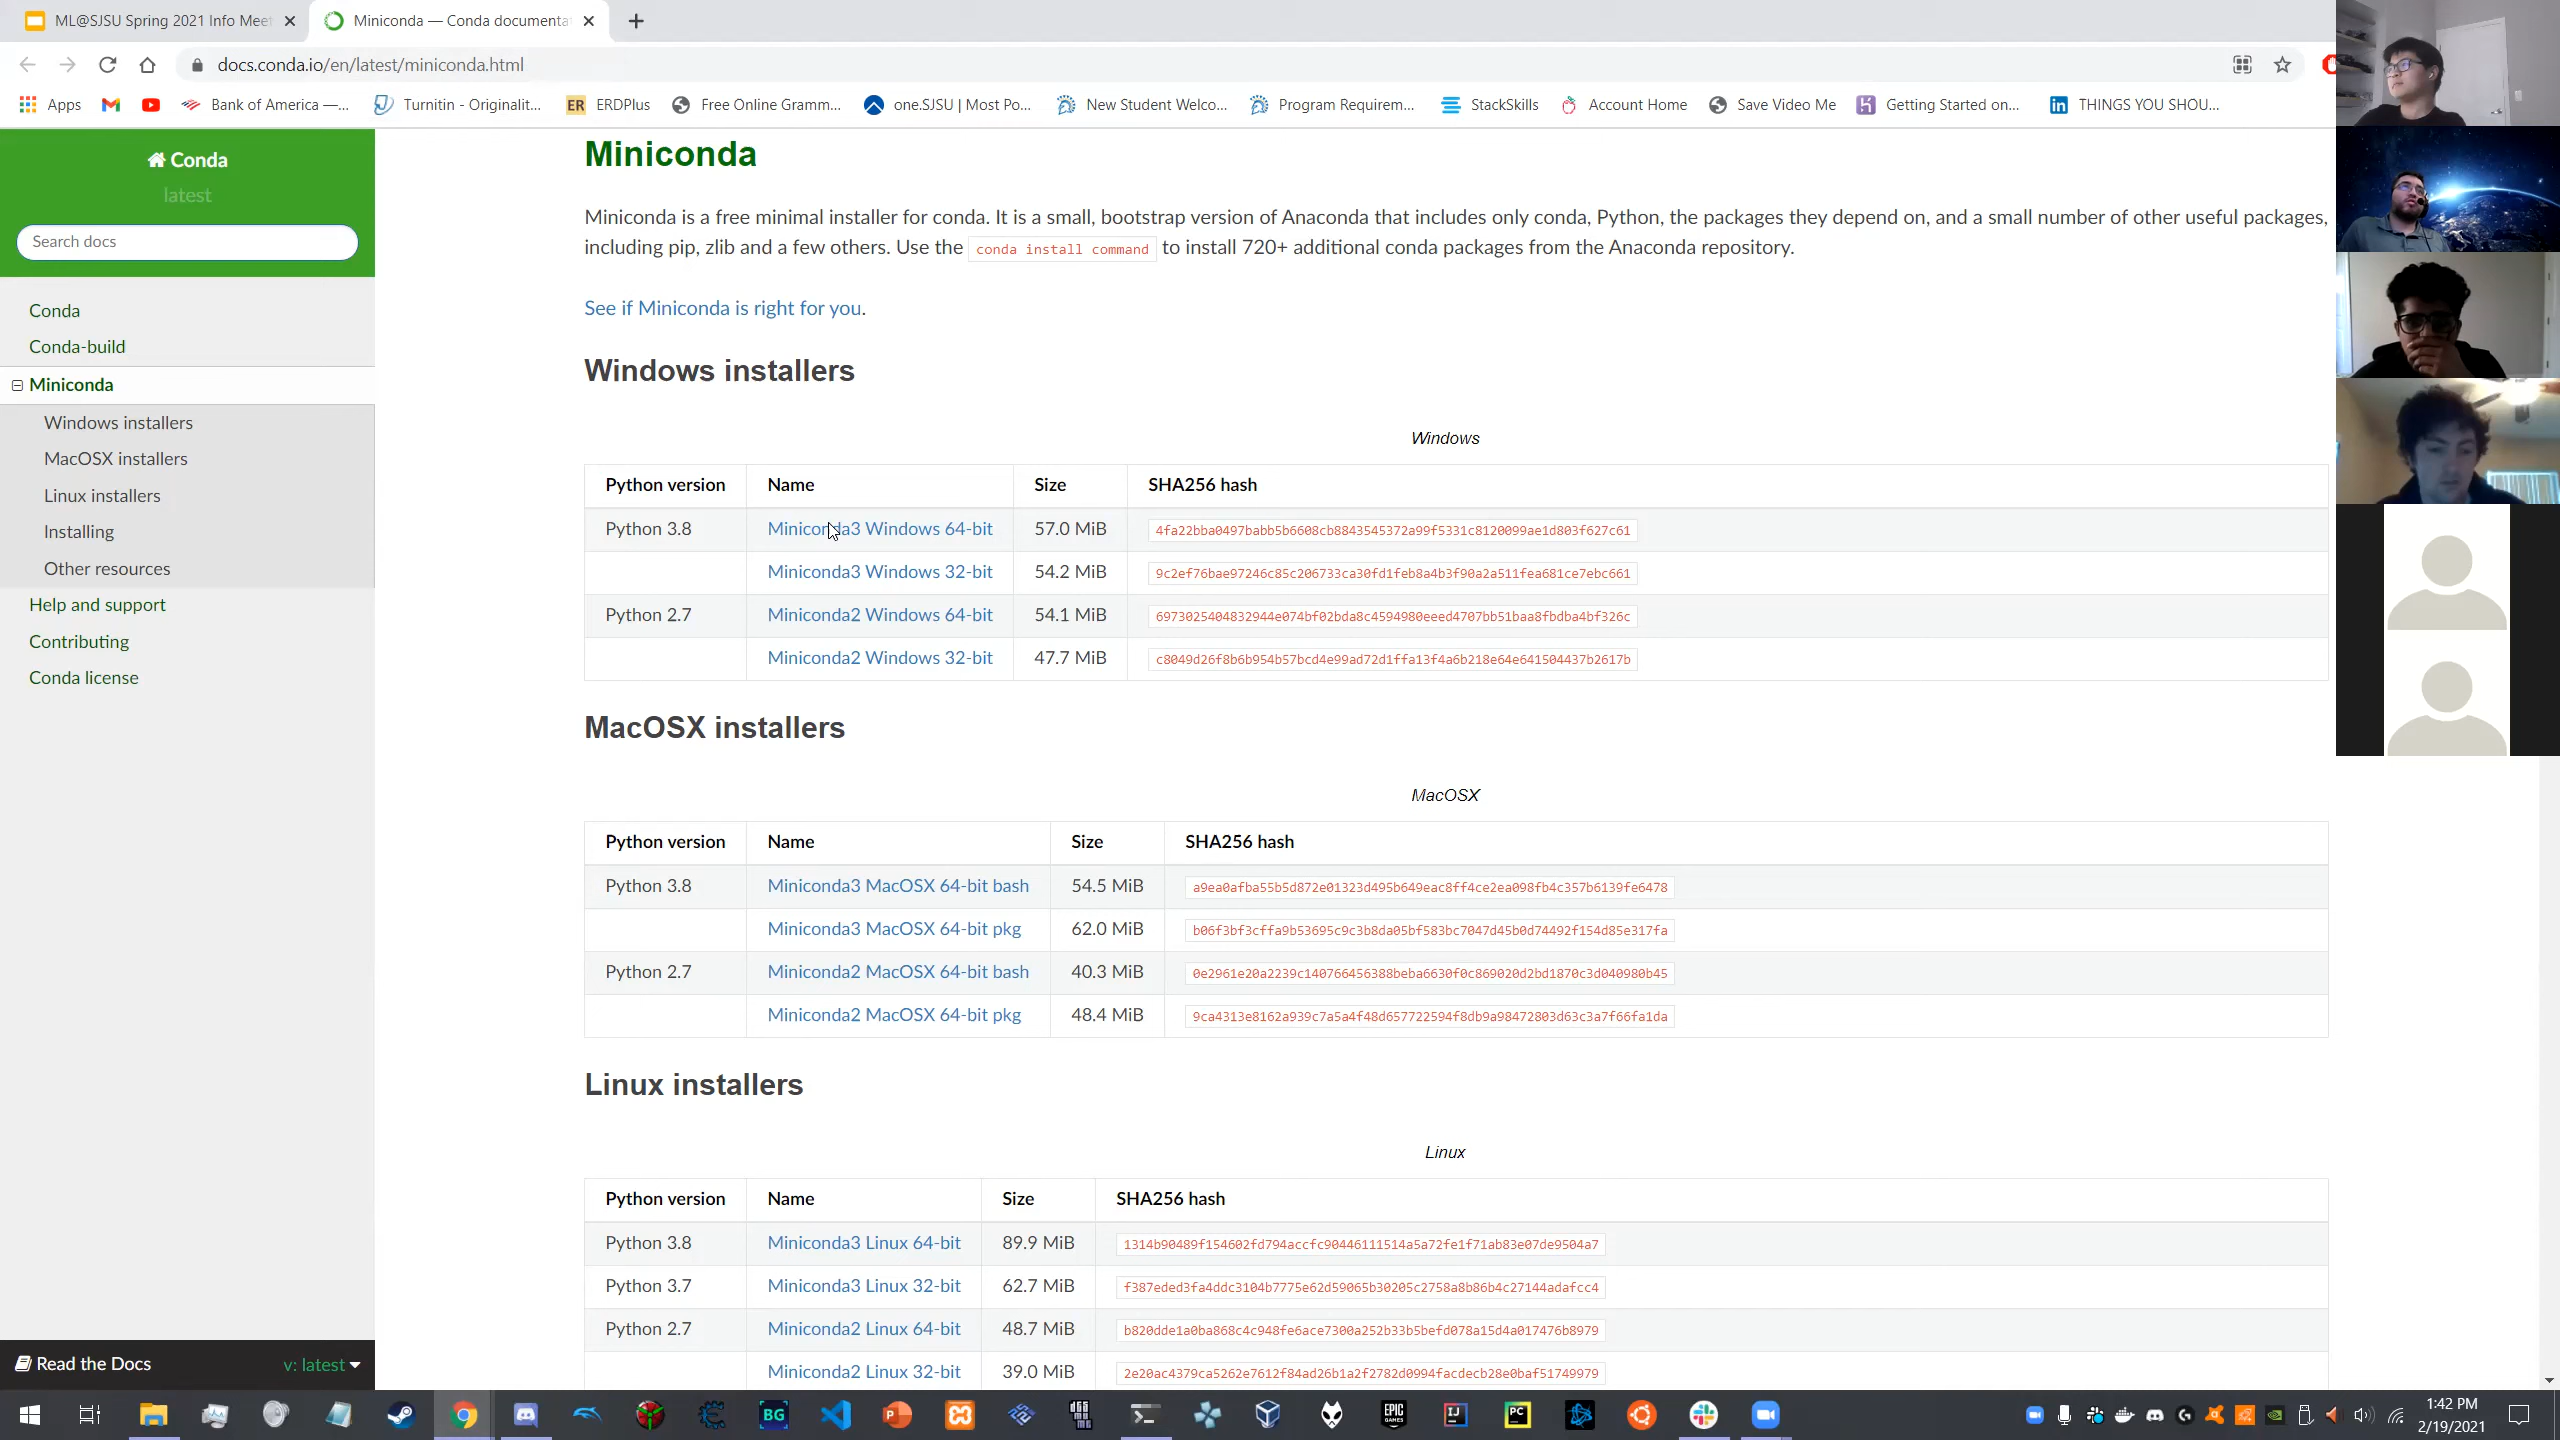 ML@SJSU Spring 2021 Info Meet
Miniconda — Conda documenta
docs.conda.io/en/latest/miniconda.html
Apps
Bank of America —...
Turnitin - Originalit...
ER ERDPlus
Free Online Gramm...
one.SJSU | Most Po...
New Student Welco...
Program Requirem...
StackSkills
Account Home
Save Video Me
Getting Started on...
in THINGS YOU SHOU...
Conda
latest
Search docs
Conda
Conda-build
Miniconda
Windows installers
MacOSX installers
Linux installers
Installing
Other resources
Help and support
Contributing
Conda license
Read the Docs v: latest
Miniconda
Miniconda is a free minimal installer for conda. It is a small, bootstrap version of Anaconda that includes only conda, Python, the packages they depend on, and a small number of other useful packages,
including pip, zlib and a few others. Use the conda install command to install 720+ additional conda packages from the Anaconda repository.
See if Miniconda is right for you.
Windows installers
Windows
Python version Name Size SHA256 hash
Python 3.8 Miniconda3 Windows 64-bit 57.0 MiB 4fa22bba0497babb5b6608cb8843545372a99f5331c8120099ae1d803f627c61
Miniconda3 Windows 32-bit 54.2 MiB 9c2ef76bae97246c85c206733ca30fd1feb8a4b3f90a2a511fea681ce7ebc661
Python 2.7 Miniconda2 Windows 64-bit 54.1 MiB 6973025404832944e074bf02bda8c4594980eeed4707bb51baa8fbdba4bf326c
Miniconda2 Windows 32-bit 47.7 MiB c8049d26f8b6b954b57bcd4e99ad72d1ffa13f4a6b218e64e641504437b2617b
MacOSX installers
MacOSX
Python version Name Size SHA256 hash
Python 3.8 Miniconda3 MacOSX 64-bit bash 54.5 MiB a9ea0afba55b5d872e01323d495b649eac8ff4ce2ea098fb4c357b6139fe6478
Miniconda3 MacOSX 64-bit pkg 62.0 MiB b06f3bf3cffa9b53695c9c3b8da05bf583bc7047d45b0d74492f154d85e317fa
Python 2.7 Miniconda2 MacOSX 64-bit bash 40.3 MiB 0e2961e20a2239c140766456388beba6630f0c869020d2bd1870c3d040980b45
Miniconda2 MacOSX 64-bit pkg 48.4 MiB 9ca4313e8162a939c7a5a4f48d657722594f8db9a98472803d63c3a7f66fa1da
Linux installers
Linux
Python version Name Size SHA256 hash
Python 3.8 Miniconda3 Linux 64-bit 89.9 MiB 1314b90489f154602fd794accfc90446111514a5a72fe1f71ab83e07de9504a7
Python 3.7 Miniconda3 Linux 32-bit 62.7 MiB f387eded3fa4ddc3104b7775e62d59065b30205c2758a8b86b4c27144adafcc4
Python 2.7 Miniconda2 Linux 64-bit 48.7 MiB b820dde1a0ba868c4c948fe6ace7300a252b33b5befd078a15d4a017476b8979
Miniconda2 Linux 32-bit 39.0 MiB 2e20ac4379ca5262e7612f84ad26b1a2f2782d0994facdecb28e0baf51749979
BG
EPIC GAMES
IJ
PC
1:42 PM
2/19/2021